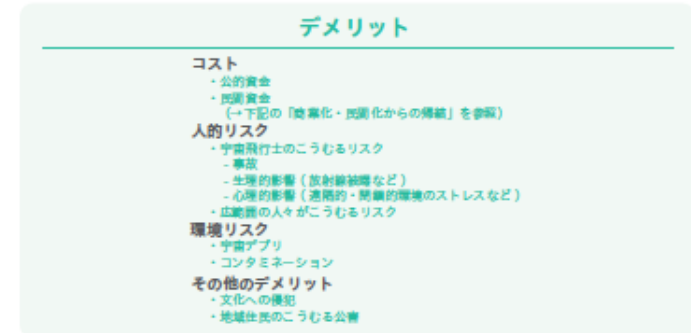 デメリット
コスト
・公的資金
・民間資金
(→下記の「商業化・民間化からの帰結」を参照)
人的リスク
・宇宙飛行士のこうむるリスク
- 事故
- 生理的影響(放射線被曝など)
- 心理的影響(遮隔的・閉鎖的環境のストレスなど)
・広範囲の人々がこうむるリスク
環境リスク
・宇宙デブリ
・コンタミネーション
その他のデメリット
・文化への侵犯
・地域住民のこうむる公害